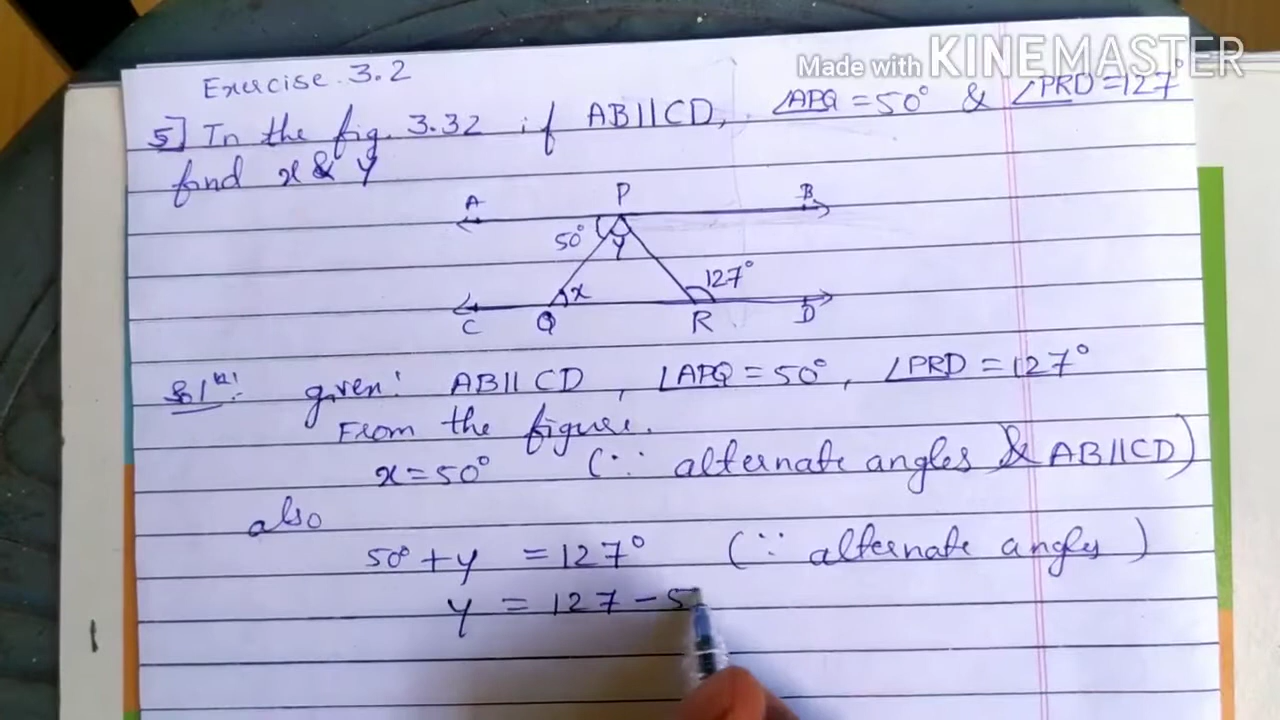 Made with KINEMASTER
Exercise 3.2
5] In the fig. 3.32 if AB||CD, ∠APQ = 50° & ∠PRD = 127°
find x & y
A P B
50° y
x 127°
C Q R D
Solⁿ: given: AB||CD, ∠APQ = 50°, ∠PRD = 127°
From the figure.
x = 50° (∵ alternate angles & AB||CD)
also
50° + y = 127° (∵ alternate angles)
y = 127 - 5